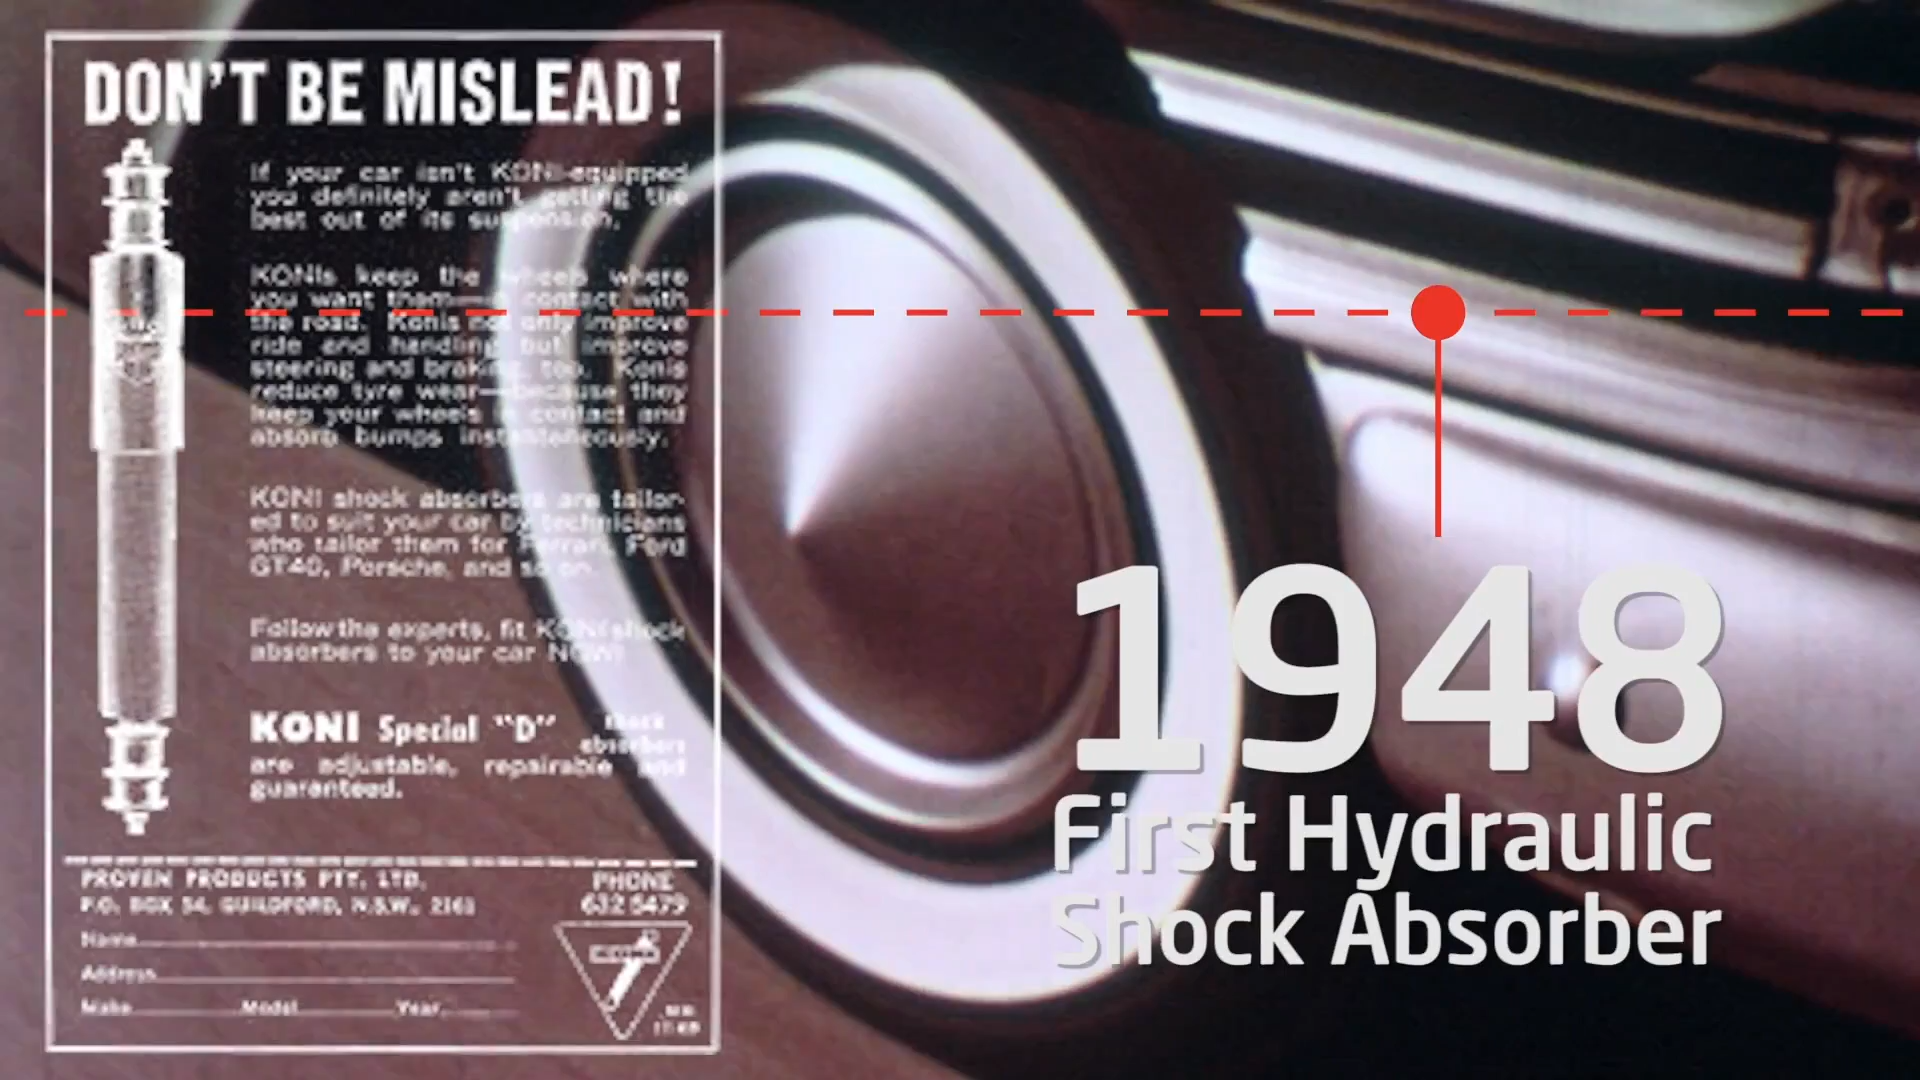 DON'T BE MISLEAD!
If your car isn't KONI-equipped
you definitely aren't getting the
best out of its suspension.
KONIs keep the wheels where
you want them—in contact with
the road. Konis not only improve
ride and handling but improve
steering and braking, too. Konis
reduce tyre wear—because they
keep your wheels in contact and
absorb bumps instantaneously.
KONI shock absorbers are tailor-
ed to suit your car by technicians
who tailor them for Ferrari, Ford
GT40, Porsche, and so on.
Follow the experts, fit KONI shock
absorbers to your car NOW!
KONI Special "D" shock
absorbers
are adjustable, repairable and
guaranteed.
PROVEN PRODUCTS PTY. LTD.
P.O. BOX 54, GUILDFORD, N.S.W., 2161
PHONE
632 5479
Name
Address
Make Model Year
1948
First Hydraulic
Shock Absorber